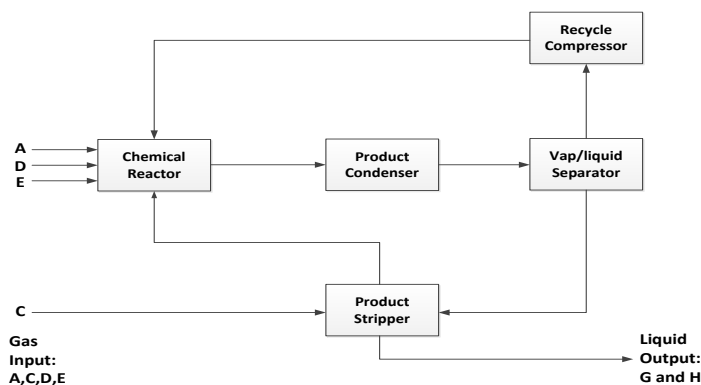 Recycle
Compressor
A
D
E
Chemical
Reactor
Product
Condenser
Vap/liquid
Separator
C
Product
Stripper
Gas
Input:
A,C,D,E
Liquid
Output:
G and H